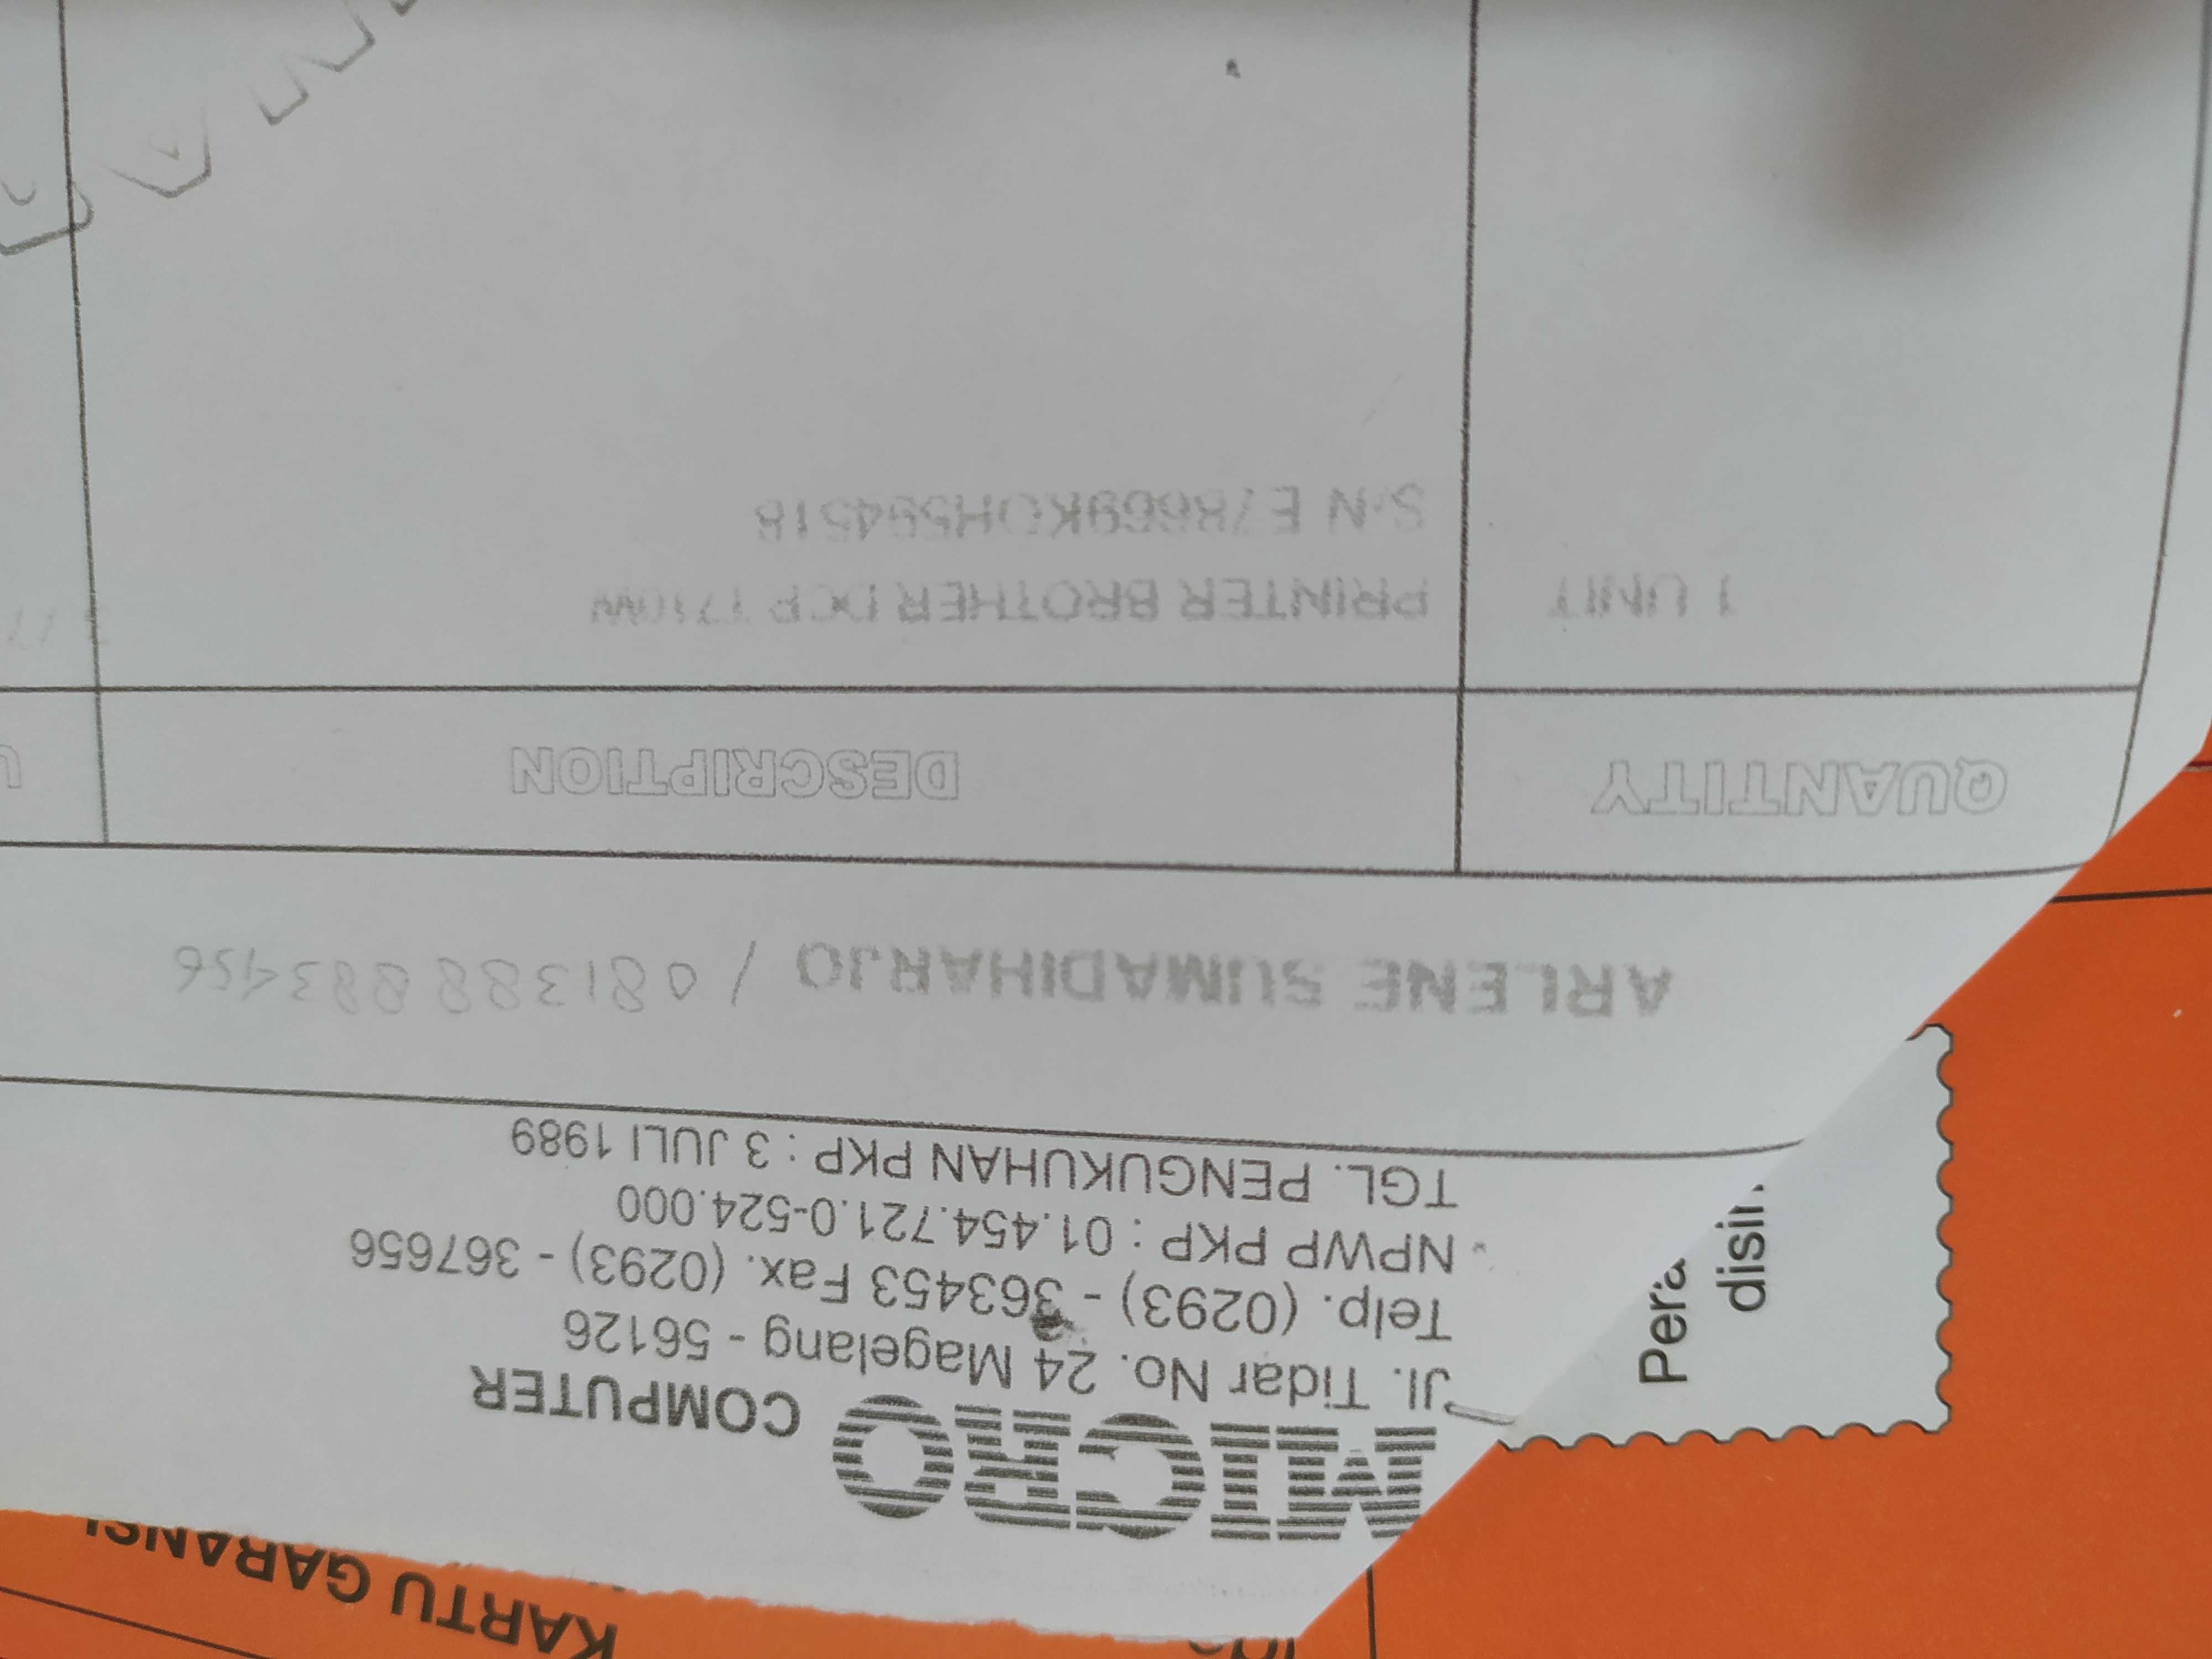 KARTU GARANSI
MICRO COMPUTER
Jl. Tidar No. 24 Magelang - 56126
Telp. (0293) - 363453 Fax. (0293) - 367656
NPWP PKP : 01.454.721.0-524.000
TGL. PENGUKUHAN PKP : 3 JULI 1989
Pera
disi
ARLENE SUMADIHARJO / 081388883456
QUANTITY DESCRIPTION
1 UNIT PRINTER BROTHER DCP T710W
S/N